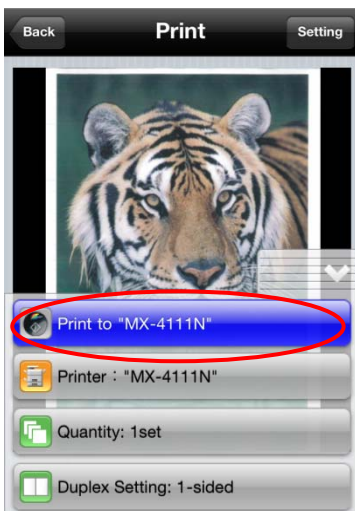 Back
Print
Setting
Print to "MX-4111N"
Printer : "MX-4111N"
Quantity: 1set
Duplex Setting: 1-sided